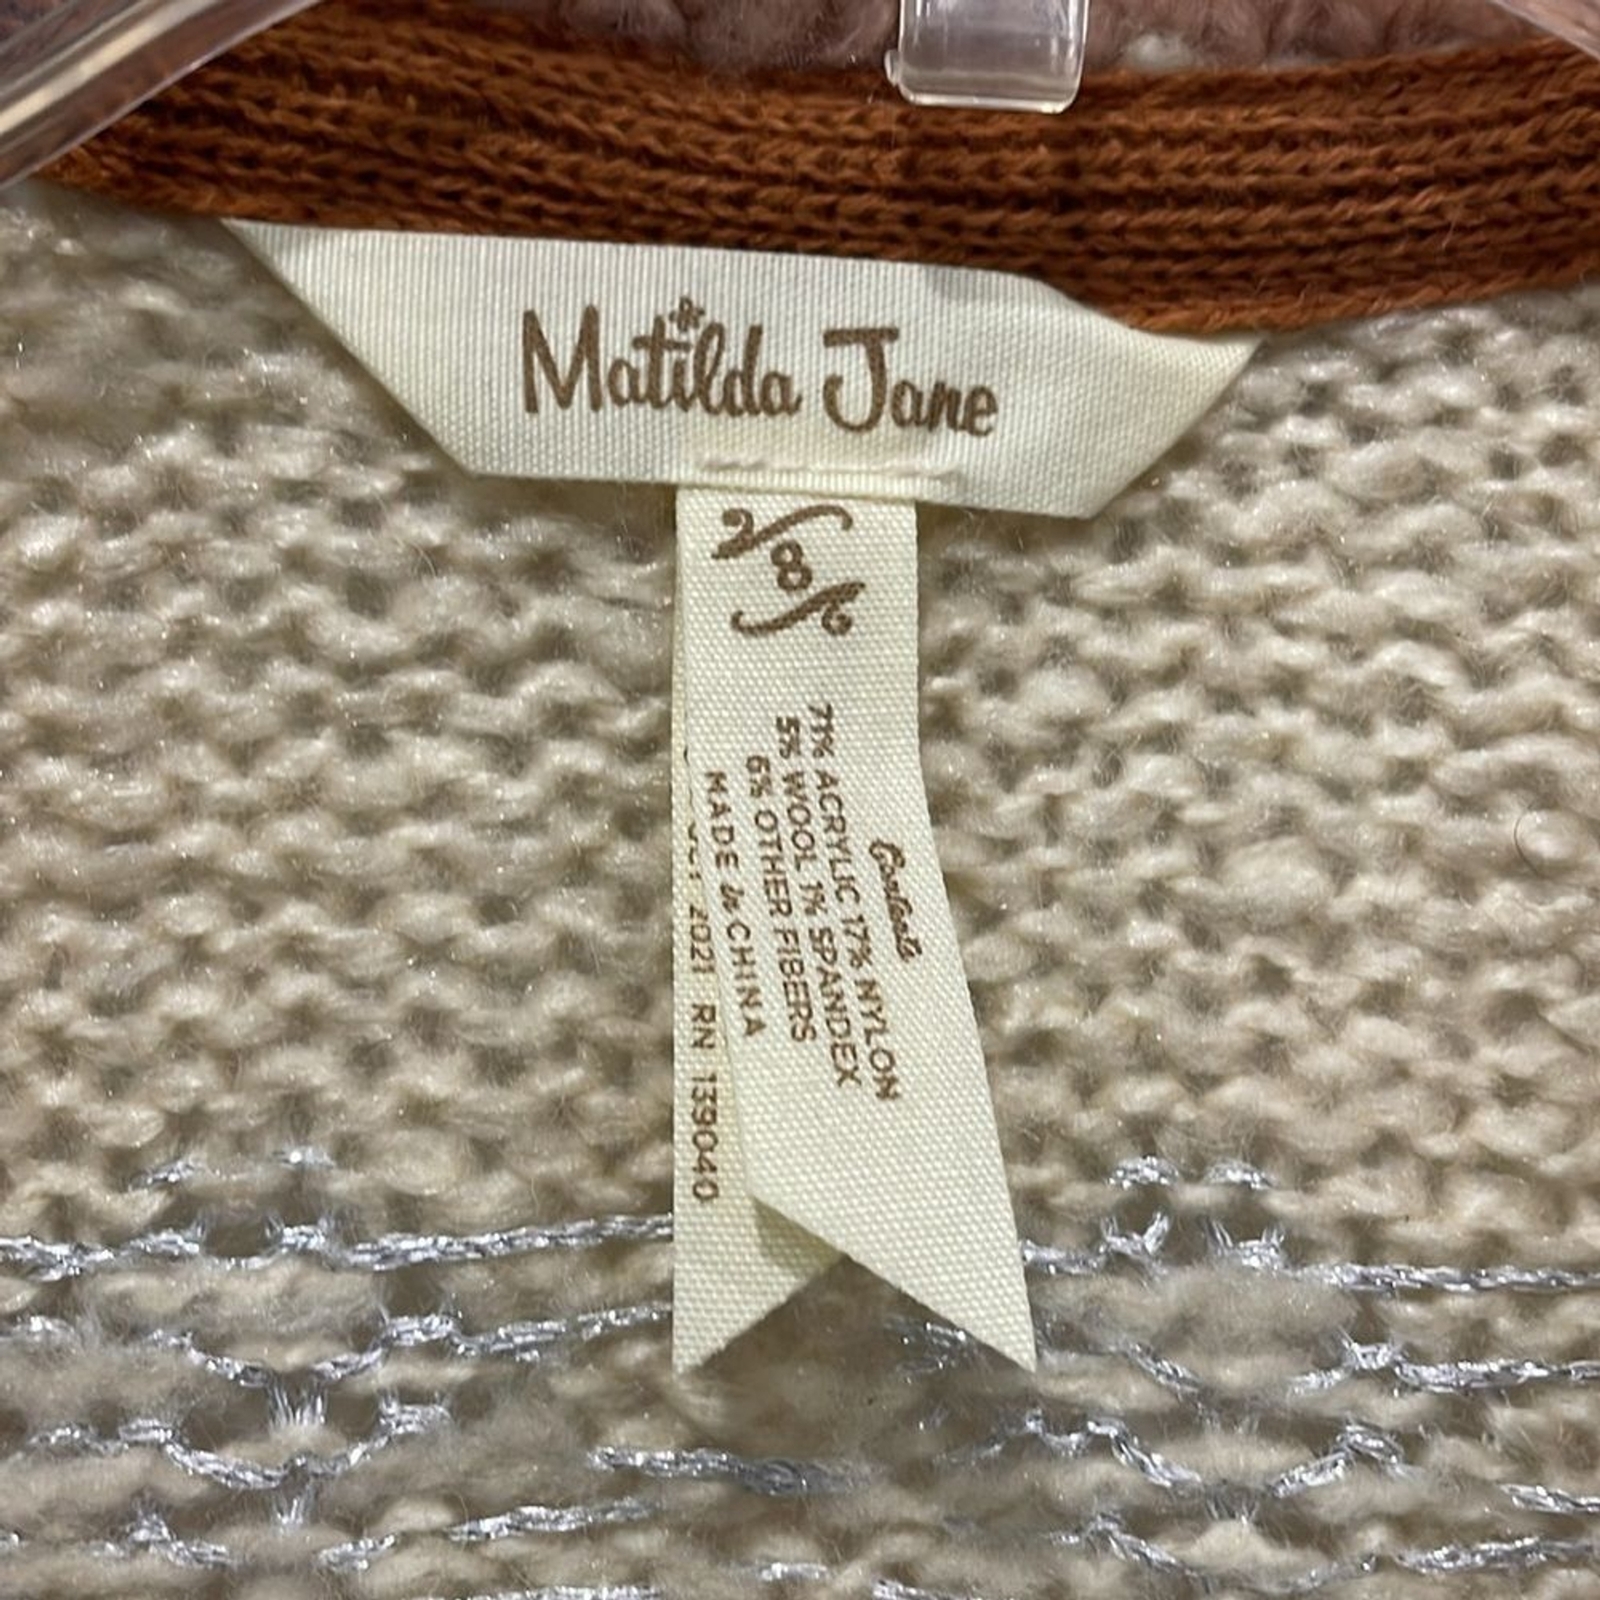 Matilda Jane
Contents
71% ACRYLIC 17% NYLON
5% WOOL 1% SPANDEX
6% OTHER FIBERS
MADE in CHINA
2021 RN 139040